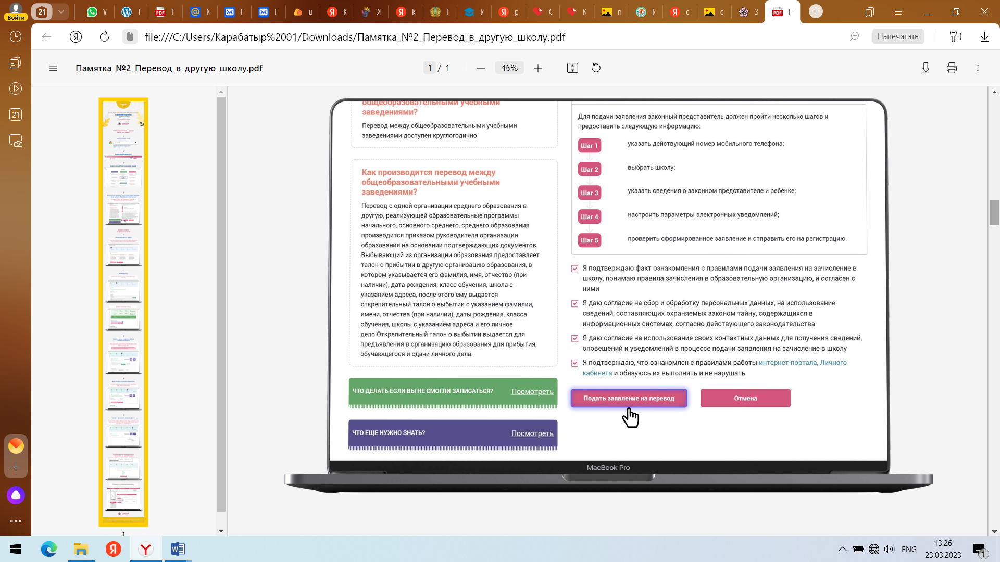 21
W
T
PDF Г
М
Г
Г
ц
Я К
Ж
Я k
Г
И
Я р
С
К
п
И
Я с
с
З
PDF Г
Войти
file:///C:/Users/Карабатыр%2001/Downloads/Памятка_№2_Перевод_в_другую_школу.pdf
Напечатать
Памятка_№2_Перевод_в_другую_школу.pdf
1 / 1
46%
21
общеобразовательными учебными
заведениями?
Перевод между общеобразовательными учебными
заведениями доступен круглогодично
Как производится перевод между
общеобразовательными учебными
заведениями?
Перевод с одной организации среднего образования в
другую, реализующей образовательные программы
начального, основного среднего, среднего образования
производится приказом руководителя организации
образования на основании подтверждающих документов.
Выбывающий из организации образования предоставляет
талон о прибытии в другую организацию образования, в
котором указывается его фамилия, имя, отчество (при
наличии), дата рождения, класс обучения, школа с
указанием адреса, после этого ему выдается
открепительный талон о выбытии с указанием фамилии,
имени, отчества (при наличии), даты рождения, класса
обучения, школы с указанием адреса и его личное
дело.Открепительный талон о выбытии выдается для
предъявления в организацию образования для прибытия,
обучающегося и сдачи личного дела.
ЧТО ДЕЛАТЬ ЕСЛИ ВЫ НЕ СМОГЛИ ЗАПИСАТЬСЯ? Посмотреть
ЧТО ЕЩЕ НУЖНО ЗНАТЬ? Посмотреть
Для подачи заявления законный представитель должен пройти несколько шагов и
предоставить следующую информацию:
Шаг 1 указать действующий номер мобильного телефона;
Шаг 2 выбрать школу;
Шаг 3 указать сведения о законном представителе и ребенке;
Шаг 4 настроить параметры электронных уведомлений;
Шаг 5 проверить сформированное заявление и отправить его на регистрацию.
Я подтверждаю факт ознакомления с правилами подачи заявления на зачисление в
школу, понимаю правила зачисления в образовательную организацию, и согласен с
ними
Я даю согласие на сбор и обработку персональных данных, на использование
сведений, составляющих охраняемых законом тайну, содержащихся в
информационных системах, согласно действующего законодательства
Я даю согласие на использование своих контактных данных для получения сведений,
оповещений и уведомлений в процессе подачи заявления на зачисление в школу
Я подтверждаю, что ознакомлен с правилами работы интернет-портала, Личного
кабинета и обязуюсь их выполнять и не нарушать
Подать заявление на перевод Отмена
MacBook Pro
1
ENG
13:26
23.03.2023
1